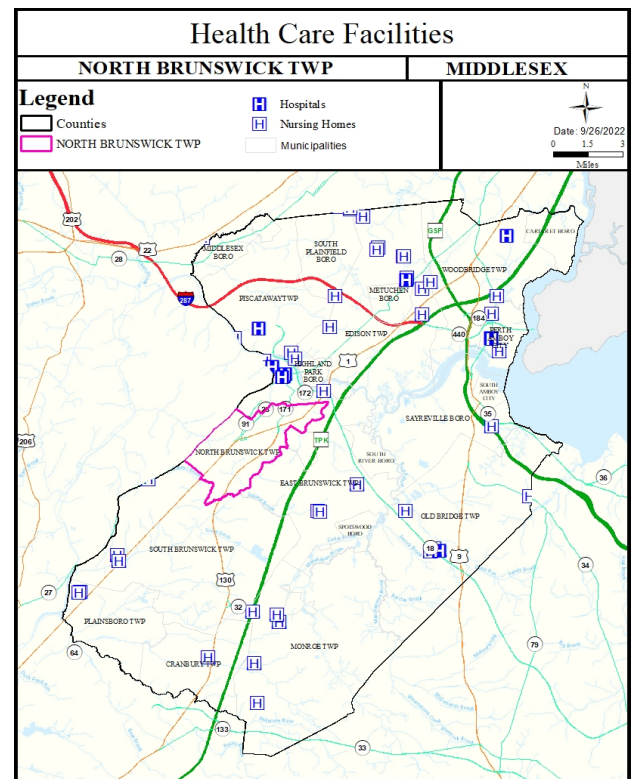 Health Care Facilities
NORTH BRUNSWICK TWP
MIDDLESEX
Legend
Counties
NORTH BRUNSWICK TWP
H Hospitals
H Nursing Homes
Municipalities
N
Date: 9/26/2022
0 1.5 3
Miles
202
22
28
287
GSP
MIDDLESEX
BORO
SOUTH
PLAINFIELD
BORO
CARTERET BORO
WOODBRIDGE TWP
METUCHEN
BORO
PISCATAWAY TWP
EDISON TWP
184
440
PERTH
AMBOY
1
HIGHLAND
PARK
BORO
172
171
91
SOUTH
AMBOY
CITY
35
SAYREVILLE BORO
206
TPK
NORTH BRUNSWICK TWP
SOUTH
RIVER BORO
36
EAST BRUNSWICK TWP
OLD BRIDGE TWP
SPOTSWOOD
BORO
18
9
SOUTH BRUNSWICK TWP
130
34
27
32
PLAINSBORO TWP
MONROE TWP
79
64
CRANBURY TWP
133
33